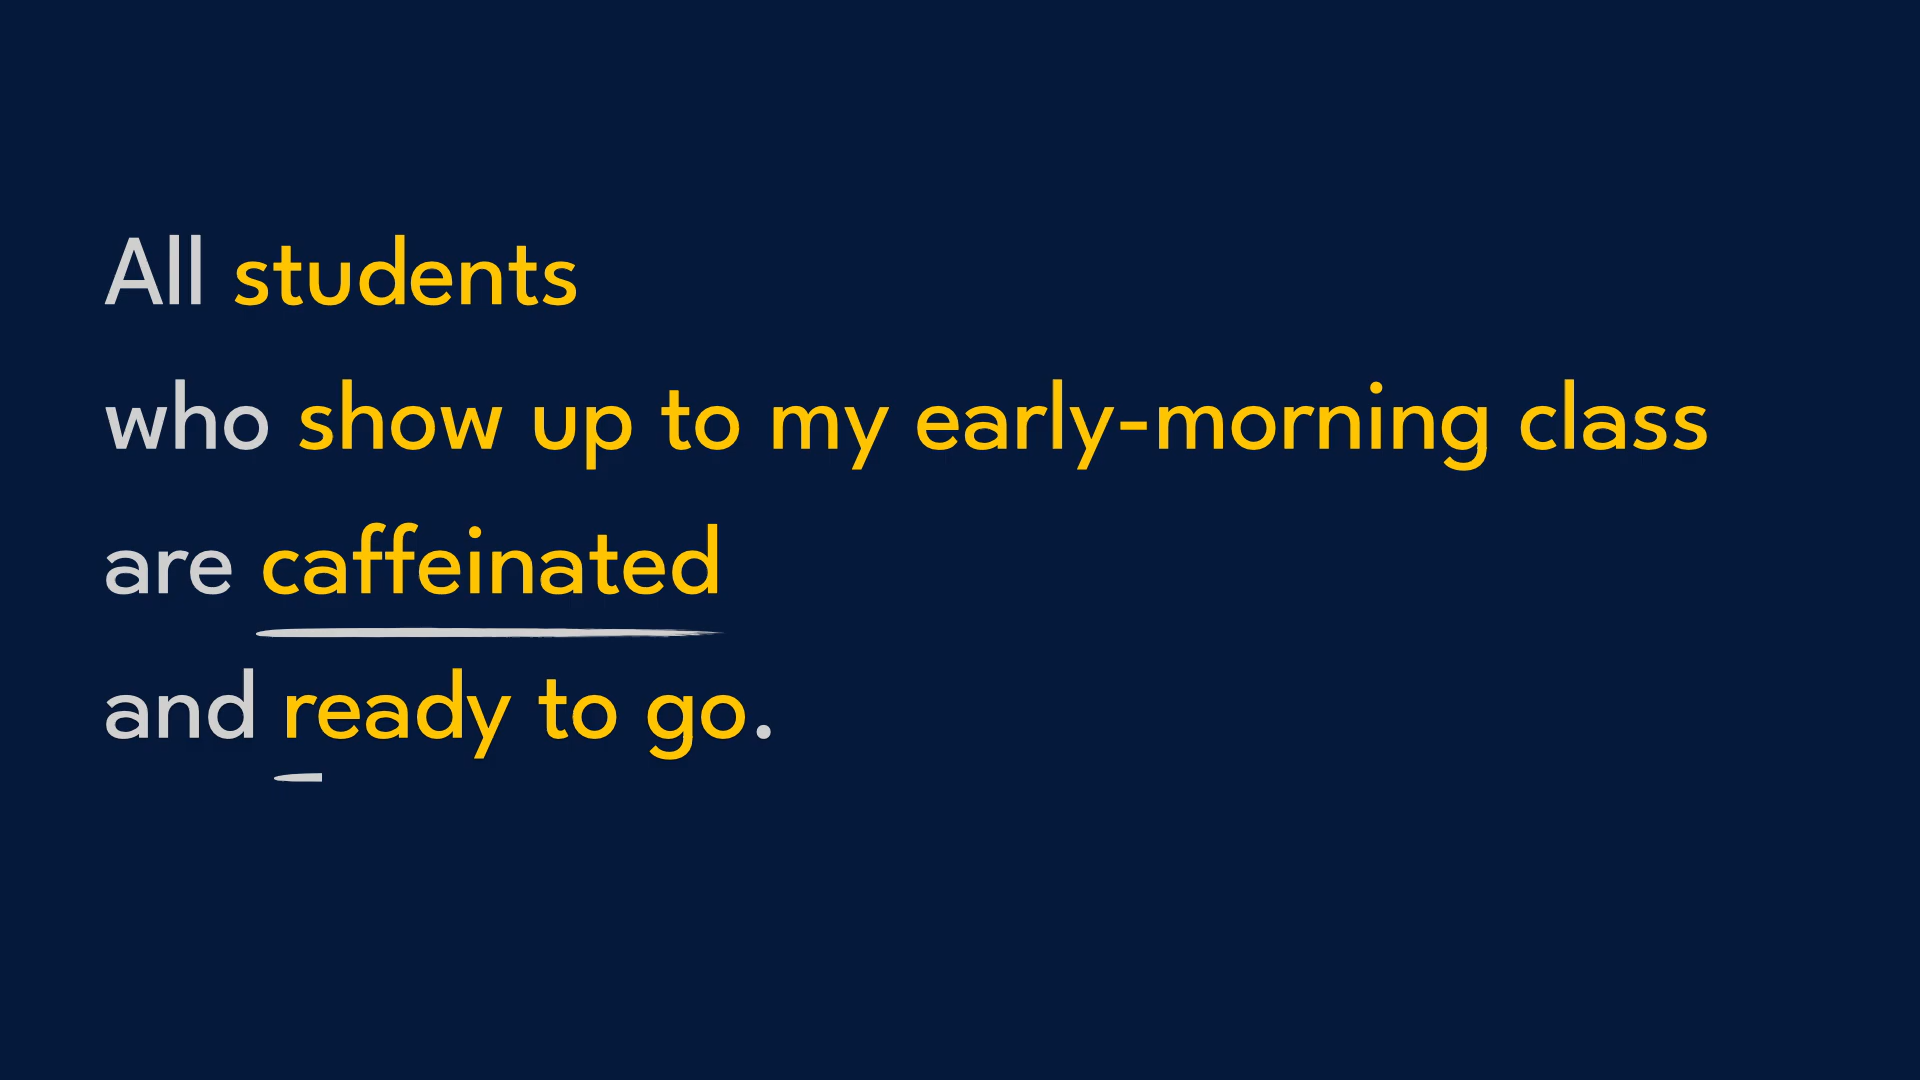 All students
who show up to my early-morning class
are caffeinated
and ready to go.